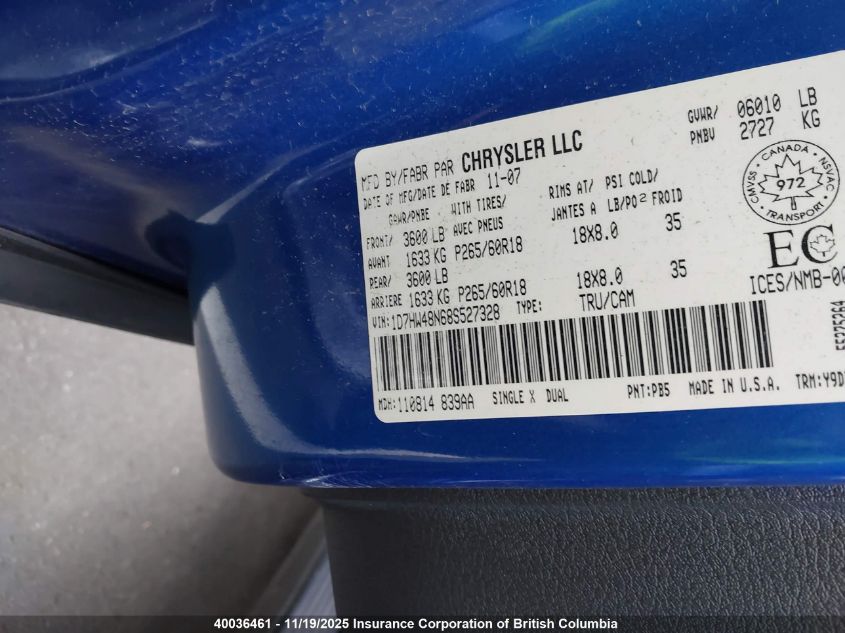 MFD BY/FABR PAR CHRYSLER LLC
GVWR/ PNBV 06010 LB 2727 KG
DATE OF MFG/DATE DE FABR 11-07
GAWR/PNBE WITH TIRES/ AVEC PNEUS RIMS AT/ JANTES A PSI COLD/ LB/PO2 FROID
FRONT/ AVANT 3600 LB 1633 KG P265/60R18 18X8.0 35
REAR/ ARRIERE 3600 LB 1633 KG P265/60R18 18X8.0 35
VIN: 1D7HW48N68S527328 TYPE: TRU/CAM
CANADA
CMVSS 972 NSVAC
TRANSPORT
EC
ICES/NMB-00
MDH: 110814 839AA SINGLE X DUAL PNT:PB5 MADE IN U.S.A. TRM:Y9D
40036461 - 11/19/2025 Insurance Corporation of British Columbia